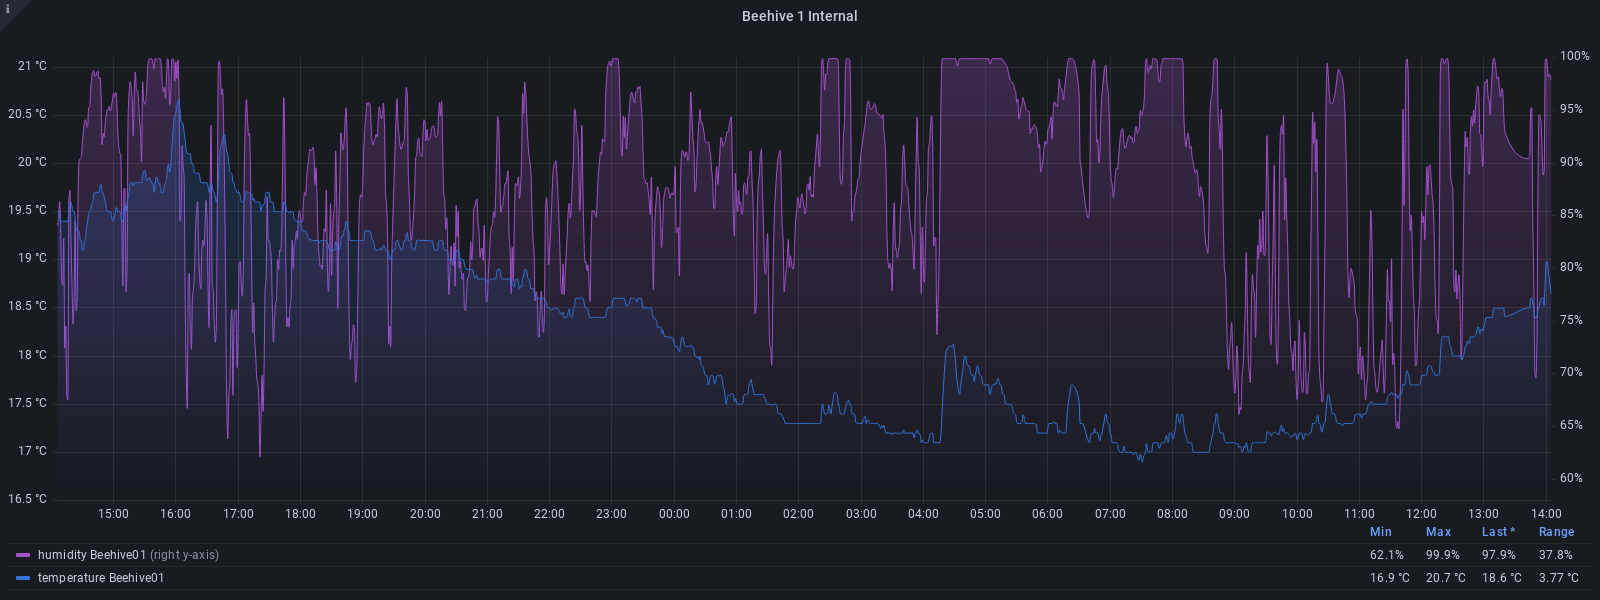 i
Beehive 1 Internal
21 °C
20.5 °C
20 °C
19.5 °C
19 °C
18.5 °C
18 °C
17.5 °C
17 °C
16.5 °C
100%
95%
90%
85%
80%
75%
70%
65%
60%
15:00 16:00 17:00 18:00 19:00 20:00 21:00 22:00 23:00 00:00 01:00 02:00 03:00 04:00 05:00 06:00 07:00 08:00 09:00 10:00 11:00 12:00 13:00 14:00
Min Max Last * Range
humidity Beehive01 (right y-axis) 62.1% 99.9% 97.9% 37.8%
temperature Beehive01 16.9 °C 20.7 °C 18.6 °C 3.77 °C